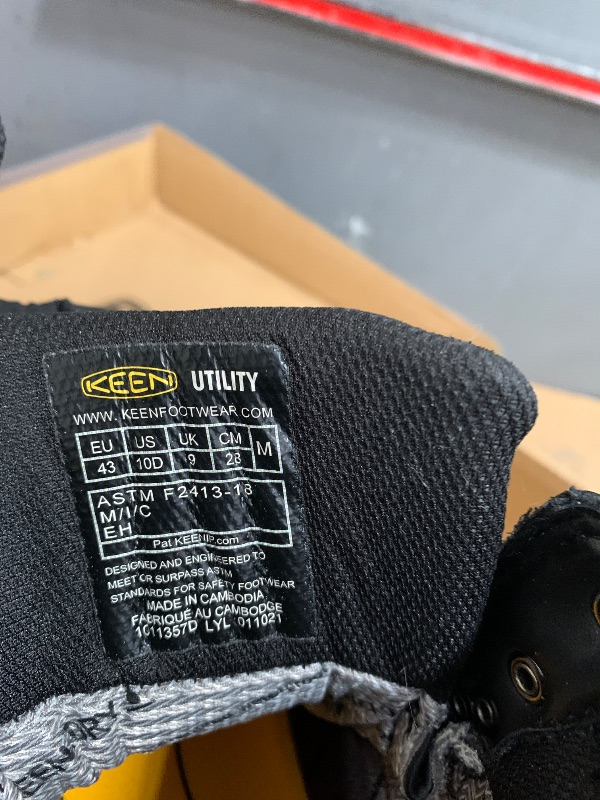 KEEN UTILITY
WWW.KEENFOOTWEAR.COM
EU US UK CM M
43 10D 9 28
ASTM F2413-18
M/I/C
EH
Pat KEENIP.com
DESIGNED AND ENGINEERED TO
MEET OR SURPASS ASTM
STANDARDS FOR SAFETY FOOTWEAR
MADE IN CAMBODIA
FABRIQUÉ AU CAMBODGE
1011357D LYL 011021